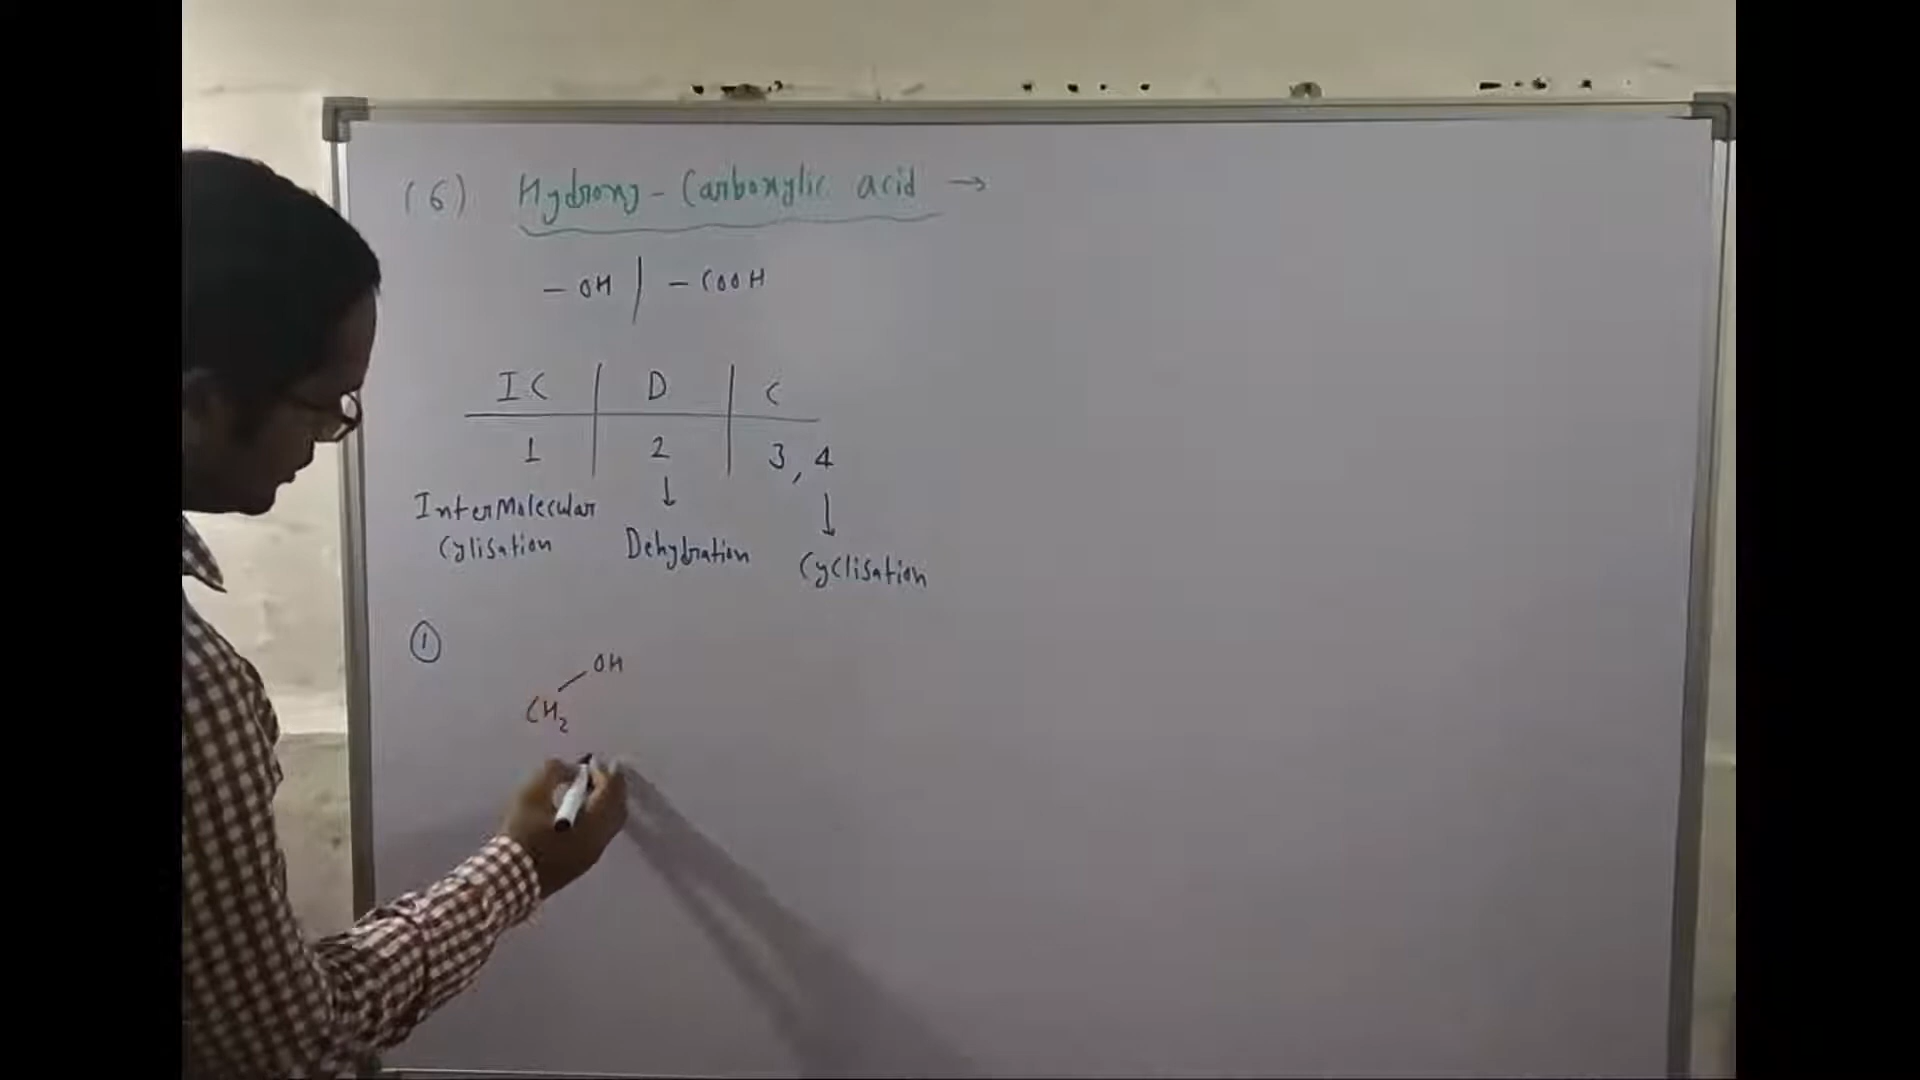 (6) Hydroxy - Carboxylic acid →
- OH | - COOH
IC | D | C
1 | 2 | 3, 4
↓ ↓
InterMolecular Cylisation
Dehydration
Cyclisation
①
OH
CH₂